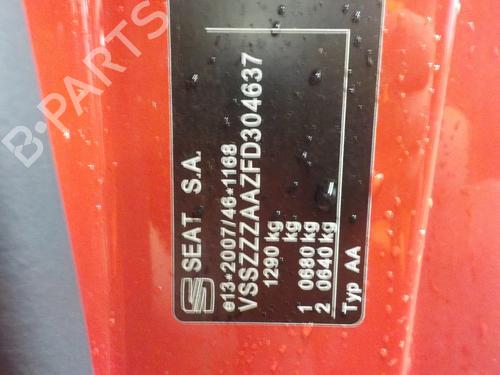 SEAT S.A.
e13*2007/46*1168
VSSZZZAAZFD304637
1290 kg
kg
1 0680 kg
2 0640 kg
Typ AA
B-PARTS